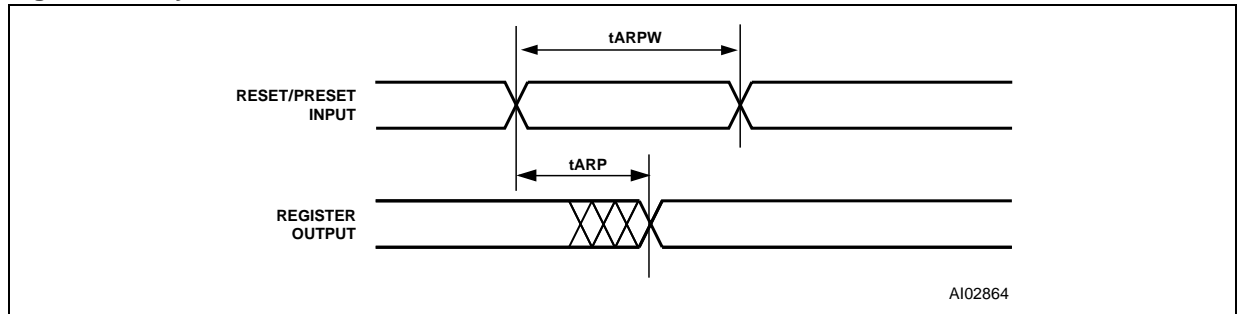 tARPW
RESET/PRESET
INPUT
tARP
REGISTER
OUTPUT
AI02864